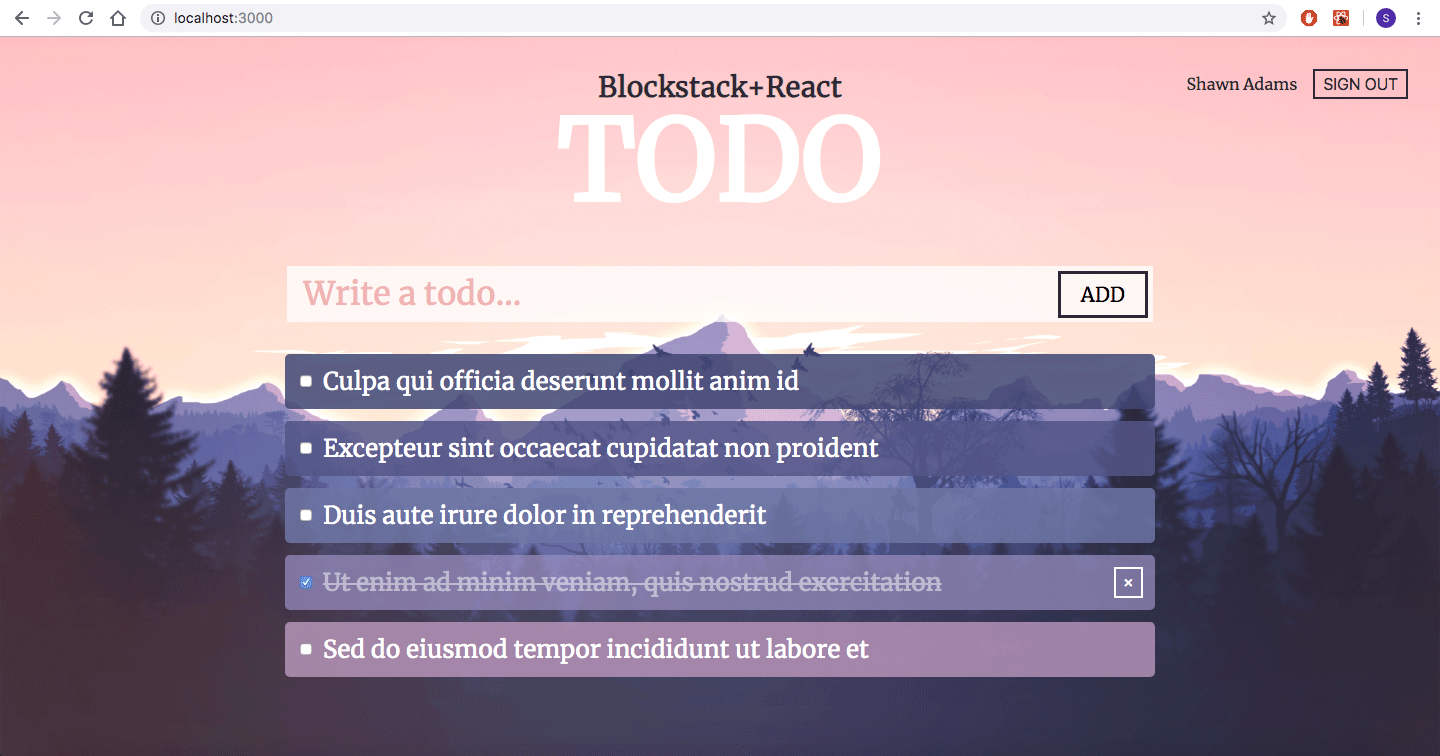 localhost:3000
S
Blockstack+React
Shawn Adams
SIGN OUT
TODO
Write a todo...
ADD
Culpa qui officia deserunt mollit anim id
Excepteur sint occaecat cupidatat non proident
Duis aute irure dolor in reprehenderit
Ut enim ad minim veniam, quis nostrud exercitation
×
Sed do eiusmod tempor incididunt ut labore et